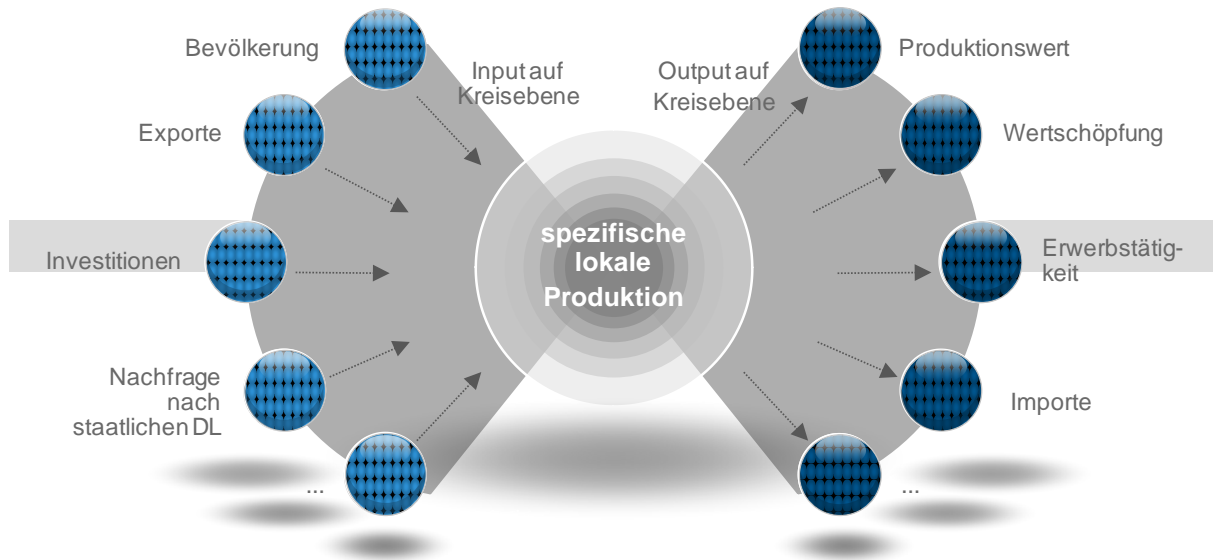 Bevölkerung
Exporte
Investitionen
Nachfrage
nach
staatlichen DL
...
Input auf
Kreisebene
spezifische
lokale
Produktion
Output auf
Kreisebene
Produktionswert
Wertschöpfung
Erwerbstätig-
keit
Importe
...